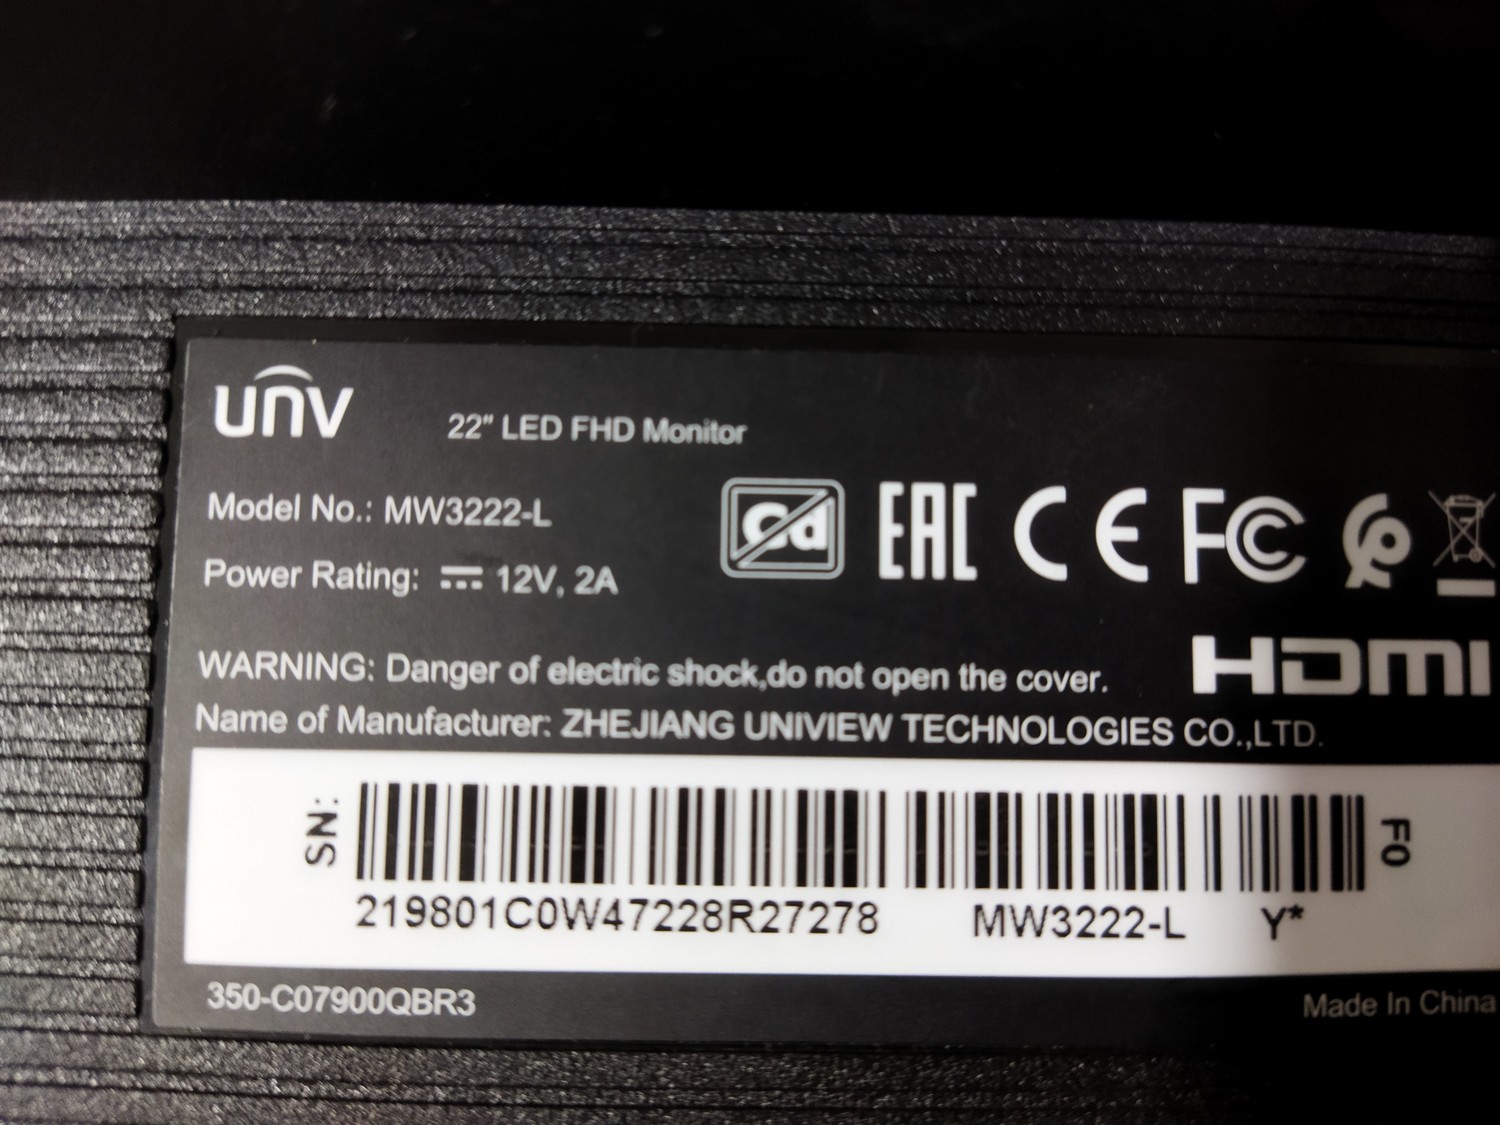 unv
22" LED FHD Monitor
Model No.: MW3222-L
Power Rating: ⎓ 12V, 2A
Cd EAC CE FC
HDMI
WARNING: Danger of electric shock,do not open the cover.
Name of Manufacturer: ZHEJIANG UNIVIEW TECHNOLOGIES CO.,LTD.
SN:
F0
219801C0W47228R27278 MW3222-L Y*
350-C07900QBR3
Made In China